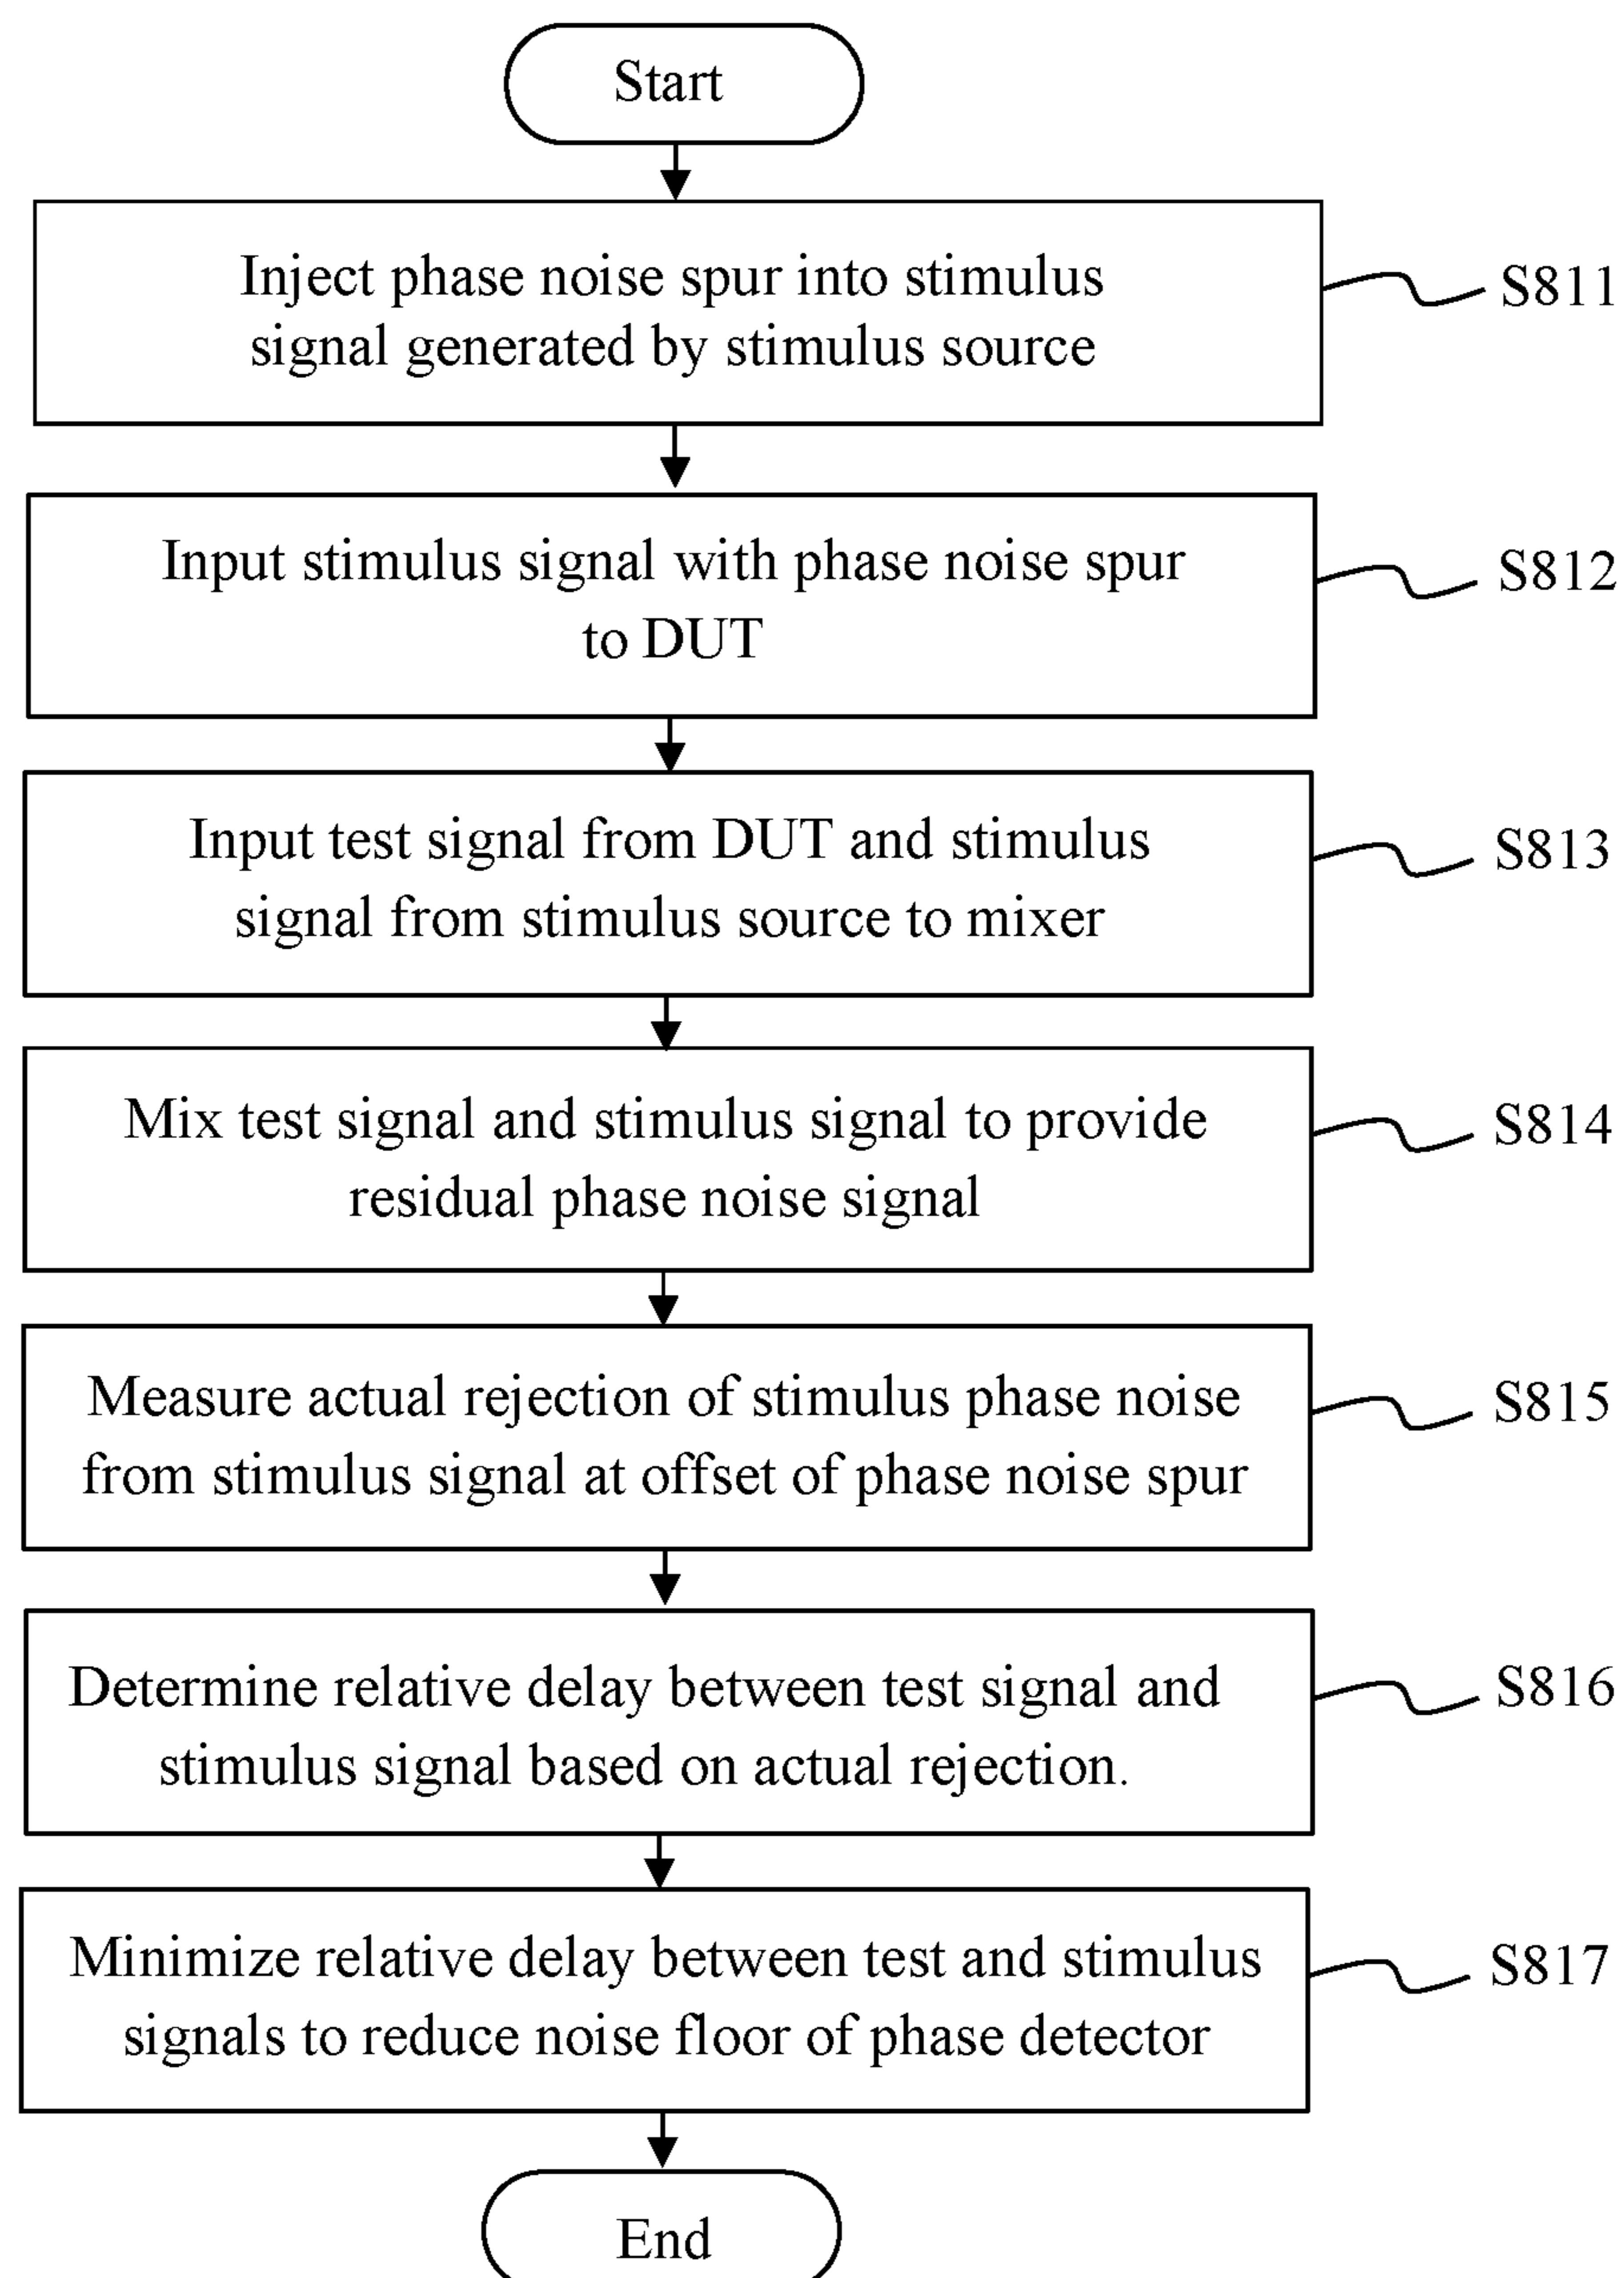 Start
Inject phase noise spur into stimulus
signal generated by stimulus source
S811
Input stimulus signal with phase noise spur
to DUT
S812
Input test signal from DUT and stimulus
signal from stimulus source to mixer
S813
Mix test signal and stimulus signal to provide
residual phase noise signal
S814
Measure actual rejection of stimulus phase noise
from stimulus signal at offset of phase noise spur
S815
Determine relative delay between test signal and
stimulus signal based on actual rejection.
S816
Minimize relative delay between test and stimulus
signals to reduce noise floor of phase detector
S817
End